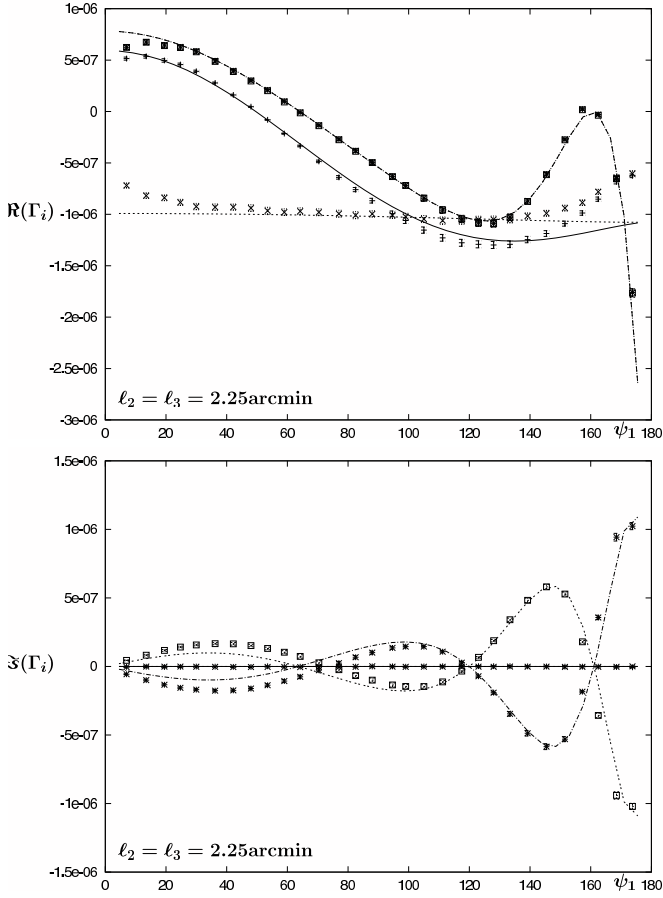 1e-06
5e-07
0
-5e-07
ℜ(Γi)
-1e-06
-1.5e-06
-2e-06
-2.5e-06
-3e-06
ℓ2 = ℓ3 = 2.25arcmin
ψ1
0 20 40 60 80 100 120 140 160 180
1.5e-06
1e-06
5e-07
ℑ(Γi)
0
-5e-07
-1e-06
-1.5e-06
ℓ2 = ℓ3 = 2.25arcmin
ψ1
0 20 40 60 80 100 120 140 160 180